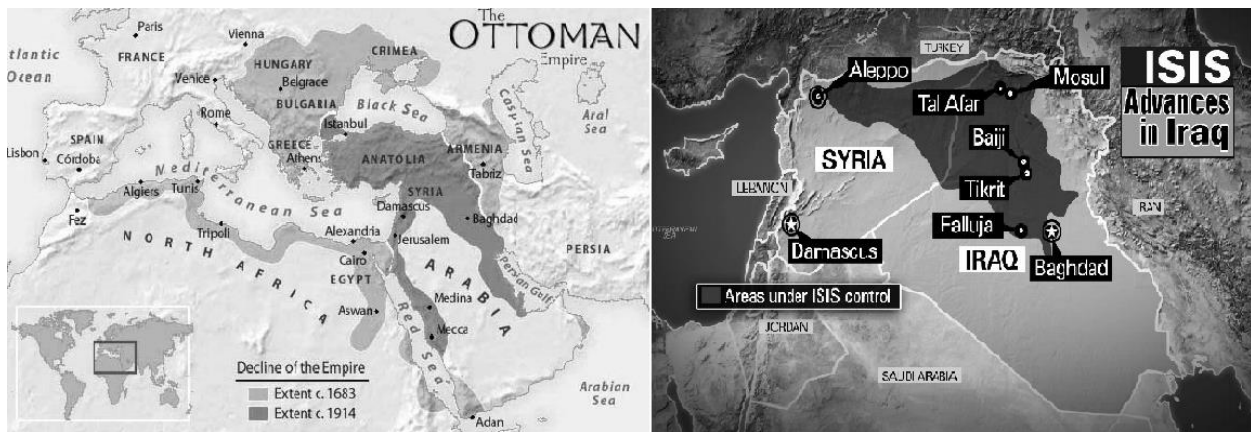 The
OTTOMAN
Empire
Atlantic
Ocean
Paris
FRANCE
Vienna
HUNGARY
CRIMEA
Venice
Belgrace
BULGARIA
Black Sea
Caspian Sea
Aral
Sea
Rome
Istanbul
SPAIN
Lisbon
Córdoba
GREECE
Athens
ANATOLIA
ARMENIA
Tabriz
Mediterranean Sea
Algiers
Tunis
SYRIA
Fez
Damascus
Baghdad
Tripoli
Alexandria
Jerusalem
NORTH AFRICA
Cairo
EGYPT
ARABIA
PERSIA
Persian Gulf
Medina
Aswan
Red Sea
Mecca
Decline of the Empire
Extent c. 1683
Extent c. 1914
Arabian
Sea
Adan
ISIS
Advances
in Iraq
TURKEY
Aleppo
Mosul
Tal Afar
Baiji
SYRIA
LEBANON
Tikrit
IRAN
Falluja
Damascus
IRAQ
Baghdad
Areas under ISIS control
JORDAN
SAUDI ARABIA